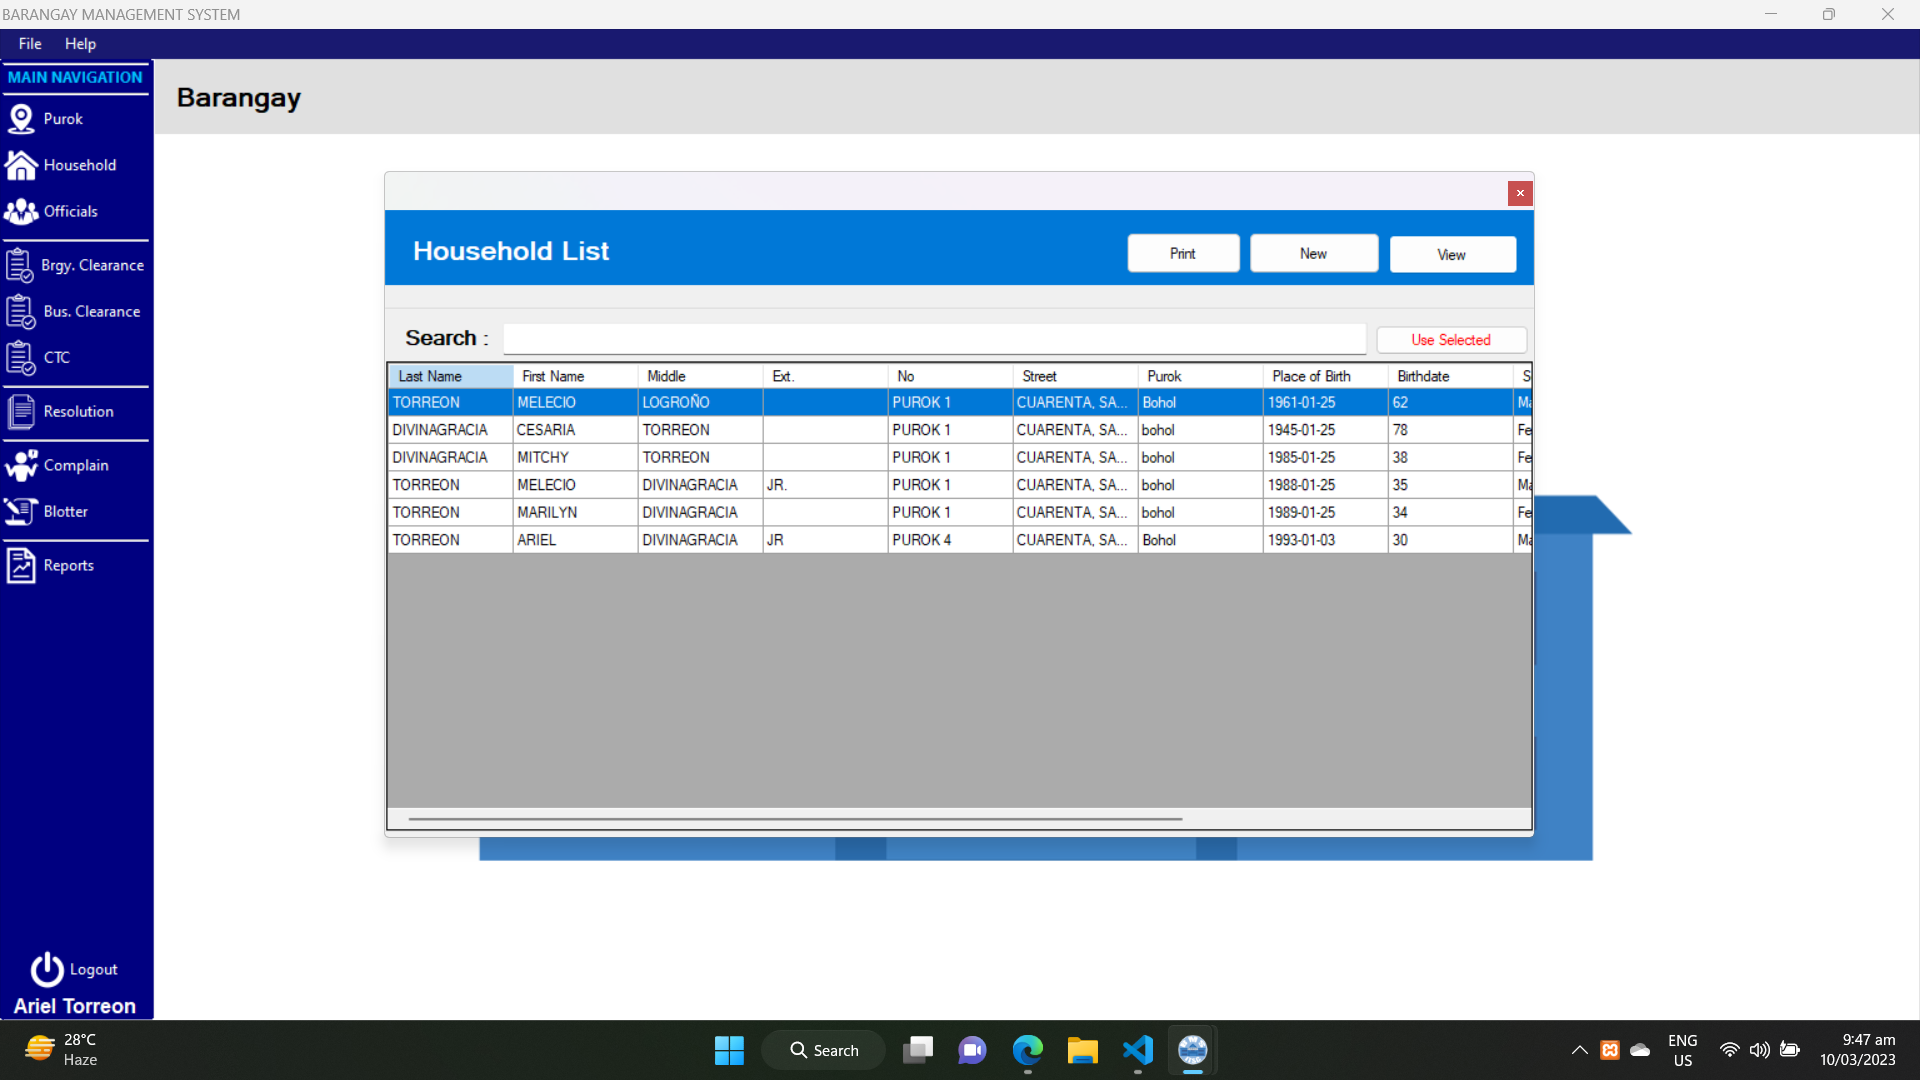 BARANGAY MANAGEMENT SYSTEM
File Help
MAIN NAVIGATION
Purok
Household
Officials
Brgy. Clearance
Bus. Clearance
CTC
Resolution
Complain
Blotter
Reports
Logout
Ariel Torreon
Barangay
Household List
Print New View
Search :
Use Selected
Last Name First Name Middle Ext. No Street Purok Place of Birth Birthdate S
TORREON MELECIO LOGROÑO PUROK 1 CUARENTA, SA... Bohol 1961-01-25 62 Ma
DIVINAGRACIA CESARIA TORREON PUROK 1 CUARENTA, SA... bohol 1945-01-25 78 Fe
DIVINAGRACIA MITCHY TORREON PUROK 1 CUARENTA, SA... bohol 1985-01-25 38 Fe
TORREON MELECIO DIVINAGRACIA JR. PUROK 1 CUARENTA, SA... bohol 1988-01-25 35 Ma
TORREON MARILYN DIVINAGRACIA PUROK 1 CUARENTA, SA... bohol 1989-01-25 34 Fe
TORREON ARIEL DIVINAGRACIA JR PUROK 4 CUARENTA, SA... Bohol 1993-01-03 30 Ma
28°C
Haze
Search
ENG
US
9:47 am
10/03/2023